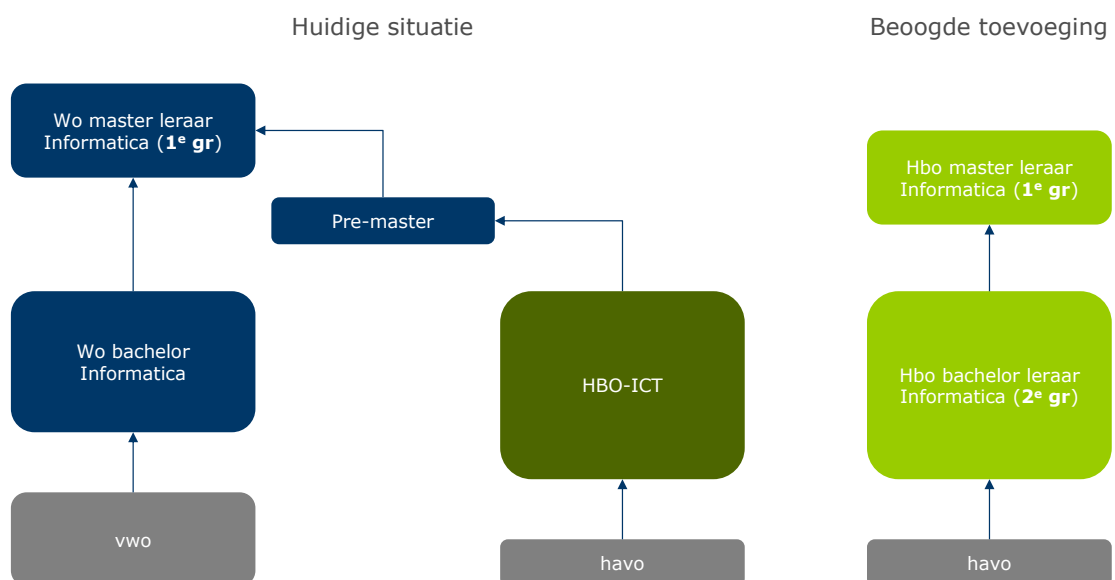 Huidige situatie
Beoogde toevoeging
Wo master leraar
Informatica (1e gr)
Pre-master
Hbo master leraar
Informatica (1e gr)
Wo bachelor
Informatica
HBO-ICT
Hbo bachelor leraar
Informatica (2e gr)
vwo
havo
havo